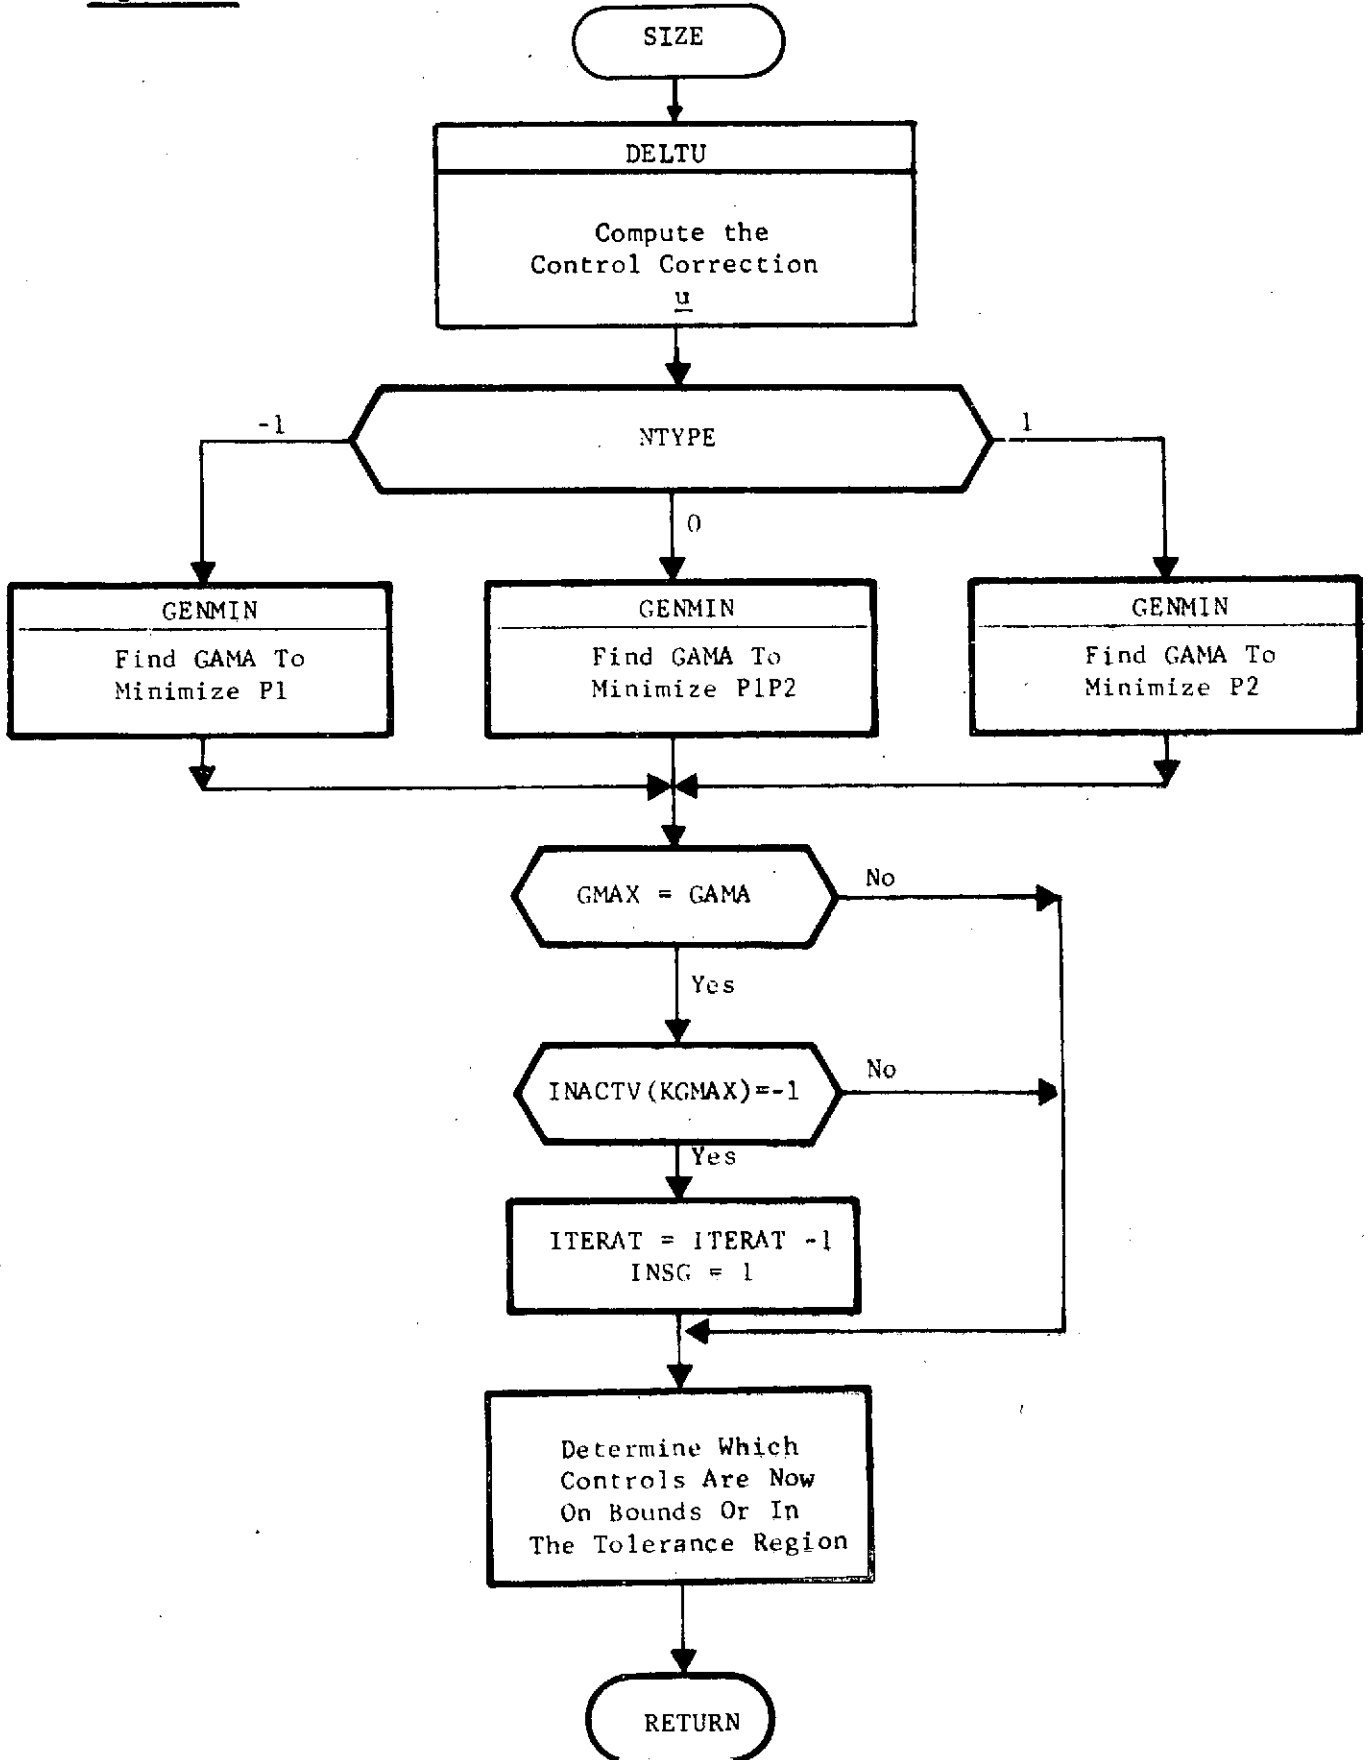 SIZE
DELTU
Compute the
Control Correction
u
NTYPE
-1
1
0
GENMIN
Find GAMA To
Minimize P1
GENMIN
Find GAMA To
Minimize P1P2
GENMIN
Find GAMA To
Minimize P2
GMAX = GAMA
No
Yes
INACTV(KGMAX)=-1
No
Yes
ITERAT = ITERAT -1
INSG = 1
Determine Which
Controls Are Now
On Bounds Or In
The Tolerance Region
RETURN